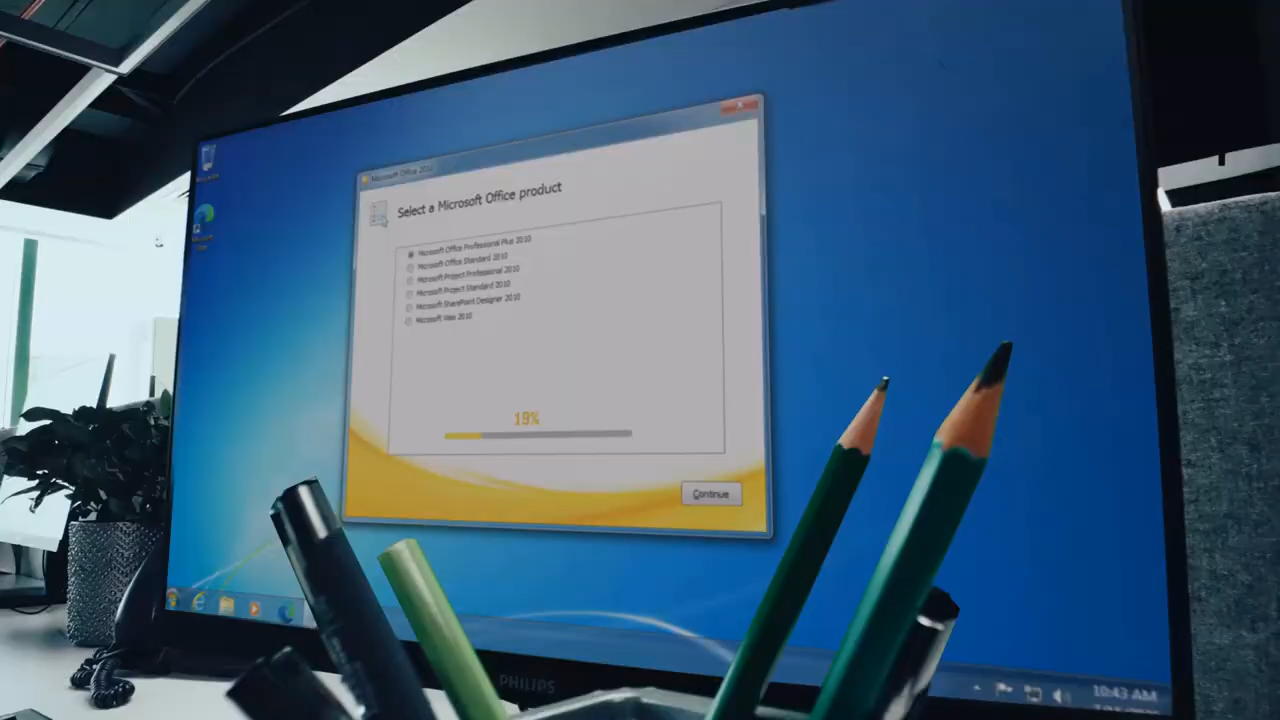 Microsoft Office 2010
Select a Microsoft Office product
Microsoft Office Professional Plus 2010
Microsoft Office Standard 2010
Microsoft Project Professional 2010
Microsoft Project Standard 2010
Microsoft SharePoint Designer 2010
Microsoft Visio 2010
19%
Continue
PHILIPS
10:43 AM